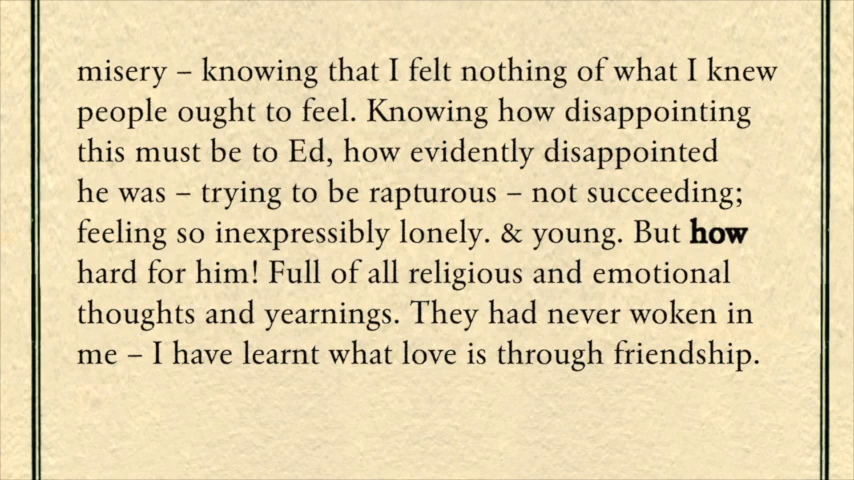 misery – knowing that I felt nothing of what I knew
people ought to feel. Knowing how disappointing
this must be to Ed, how evidently disappointed
he was – trying to be rapturous – not succeeding;
feeling so inexpressibly lonely. & young. But how
hard for him! Full of all religious and emotional
thoughts and yearnings. They had never woken in
me – I have learnt what love is through friendship.